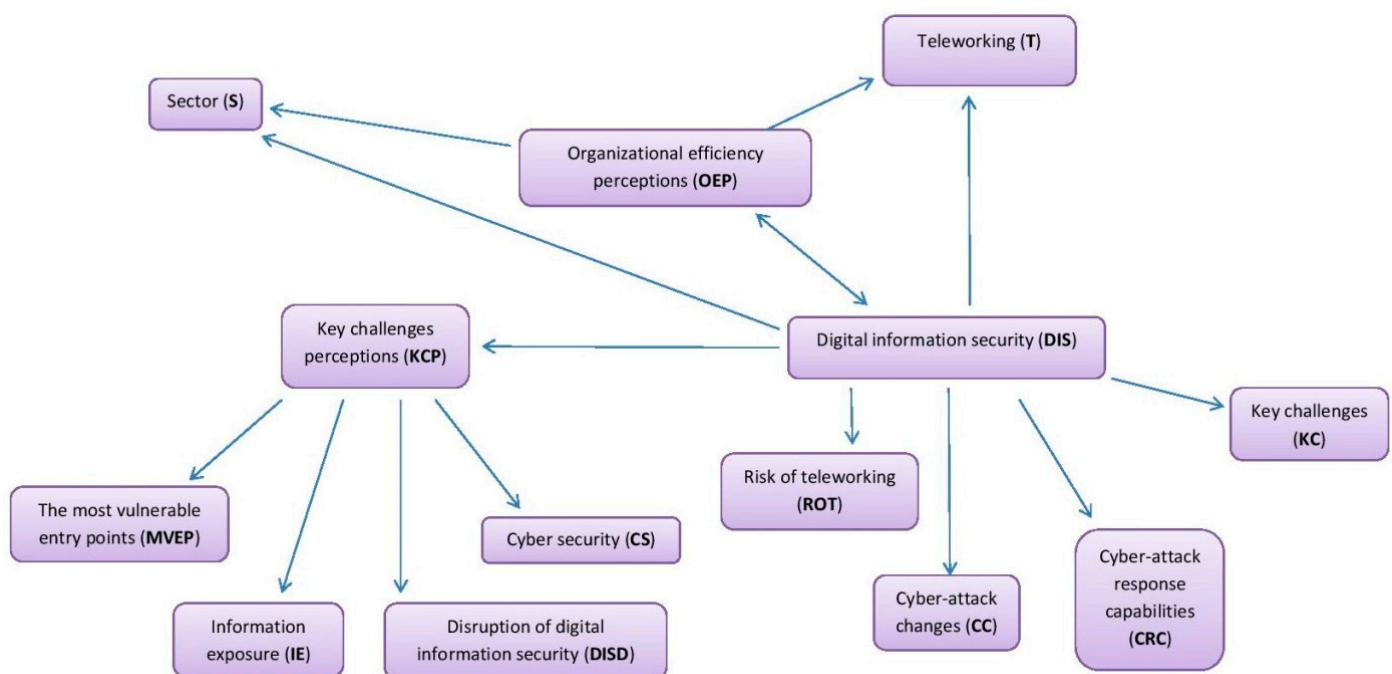 Teleworking (T)
Sector (S)
Organizational efficiency
perceptions (OEP)
Key challenges
perceptions (KCP)
Digital information security (DIS)
Key challenges
(KC)
Risk of teleworking
(ROT)
The most vulnerable
entry points (MVEP)
Cyber security (CS)
Cyber-attack
response
capabilities
(CRC)
Cyber-attack
changes (CC)
Information
exposure (IE)
Disruption of digital
information security (DISD)